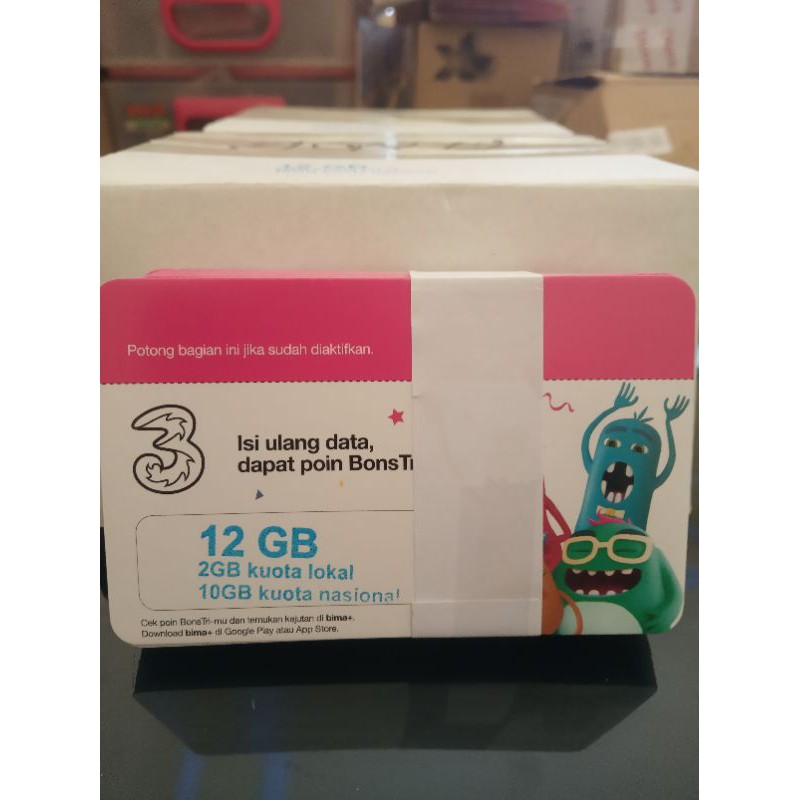 Potong bagian ini jika sudah diaktifkan.
3
Isi ulang data,
dapat poin BonsTr
12 GB
2GB kuota lokal
10GB kuota nasional
Cek poin BonsTri-mu dan temukan kejutan di bima+.
Download bima+ di Google Play atau App Store.